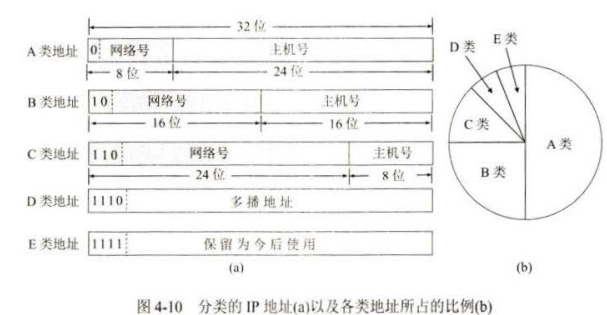 32 位
A 类地址 0 网络号 主机号
8 位 24 位
B 类地址 10 网络号 主机号
16 位 16 位
C 类地址 110 网络号 主机号
24 位 8 位
D 类地址 1110 多播地址
E 类地址 1111 保留为今后使用
(a)
D 类
E 类
C 类
A 类
B 类
(b)
图 4-10 分类的 IP 地址(a)以及各类地址所占的比例(b)